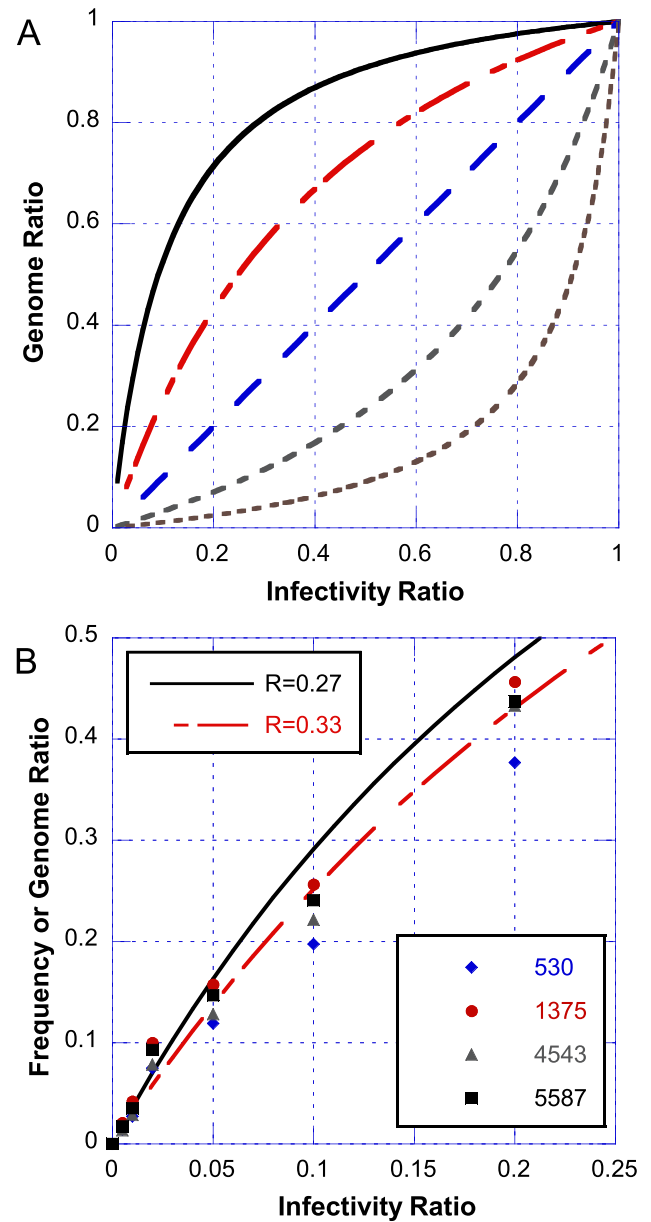 A
1
0.8
0.6
0.4
0.2
0
Genome Ratio
0 0.2 0.4 0.6 0.8 1
Infectivity Ratio
B
0.5
0.4
0.3
0.2
0.1
0
Frequency or Genome Ratio
R=0.27
R=0.33
530
1375
4543
5587
0 0.05 0.1 0.15 0.2 0.25
Infectivity Ratio